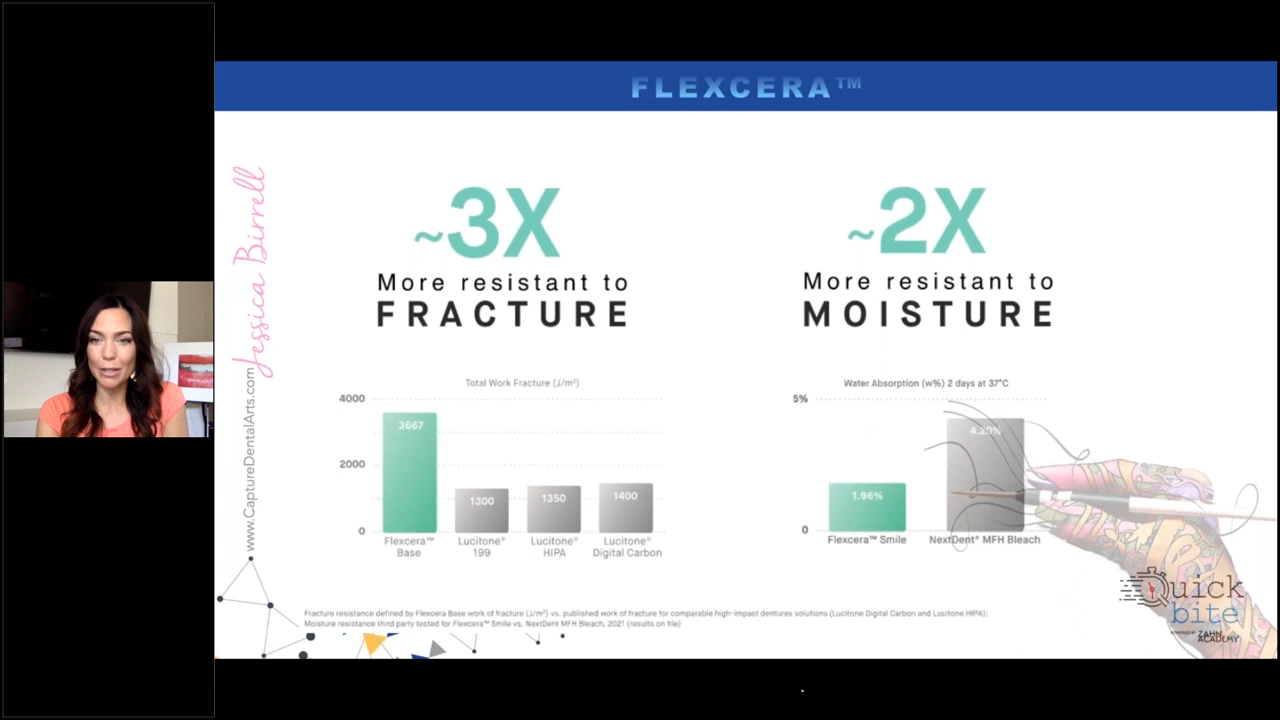 FLEXCERA™
Jessica Birrell
www.CaptureDentalArts.com
~3X
More resistant to
FRACTURE
Total Work Fracture (J/m²)
4000
2000
0
3667
1300
1350
1400
Flexcera™
Base
Lucitone®
199
Lucitone®
HIPA
Lucitone®
Digital Carbon
~2X
More resistant to
MOISTURE
Water Absorption (w%) 2 days at 37°C
5%
0
1.96%
4.20%
Flexcera™ Smile
NextDent® MFH Bleach
Fracture resistance defined by Flexcera Base work of fracture (J/m²) vs. published work of fracture for comparable high-impact dentures solutions (Lucitone Digital Carbon and Lucitone HIPA);
Moisture resistance third party tested for Flexcera™ Smile vs. NextDent MFH Bleach, 2021 (results on file)
Quick
bite
POWERED BY ZAHN
ACADEMY